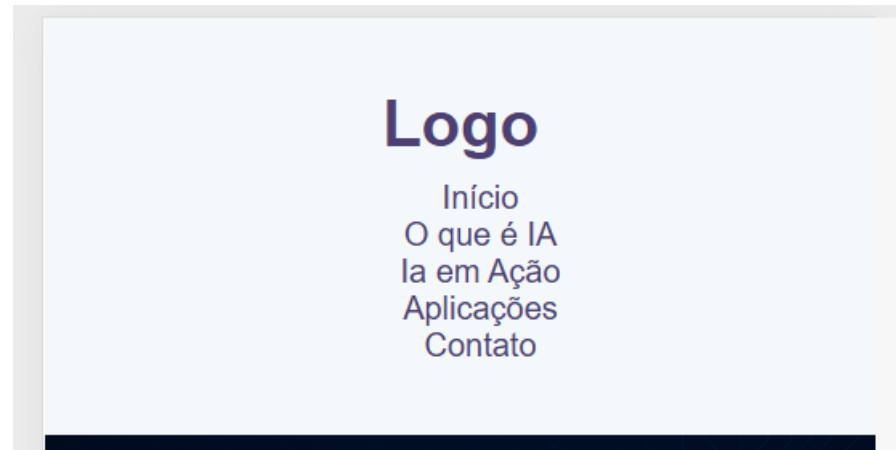 Logo
Início
O que é IA
Ia em Ação
Aplicações
Contato